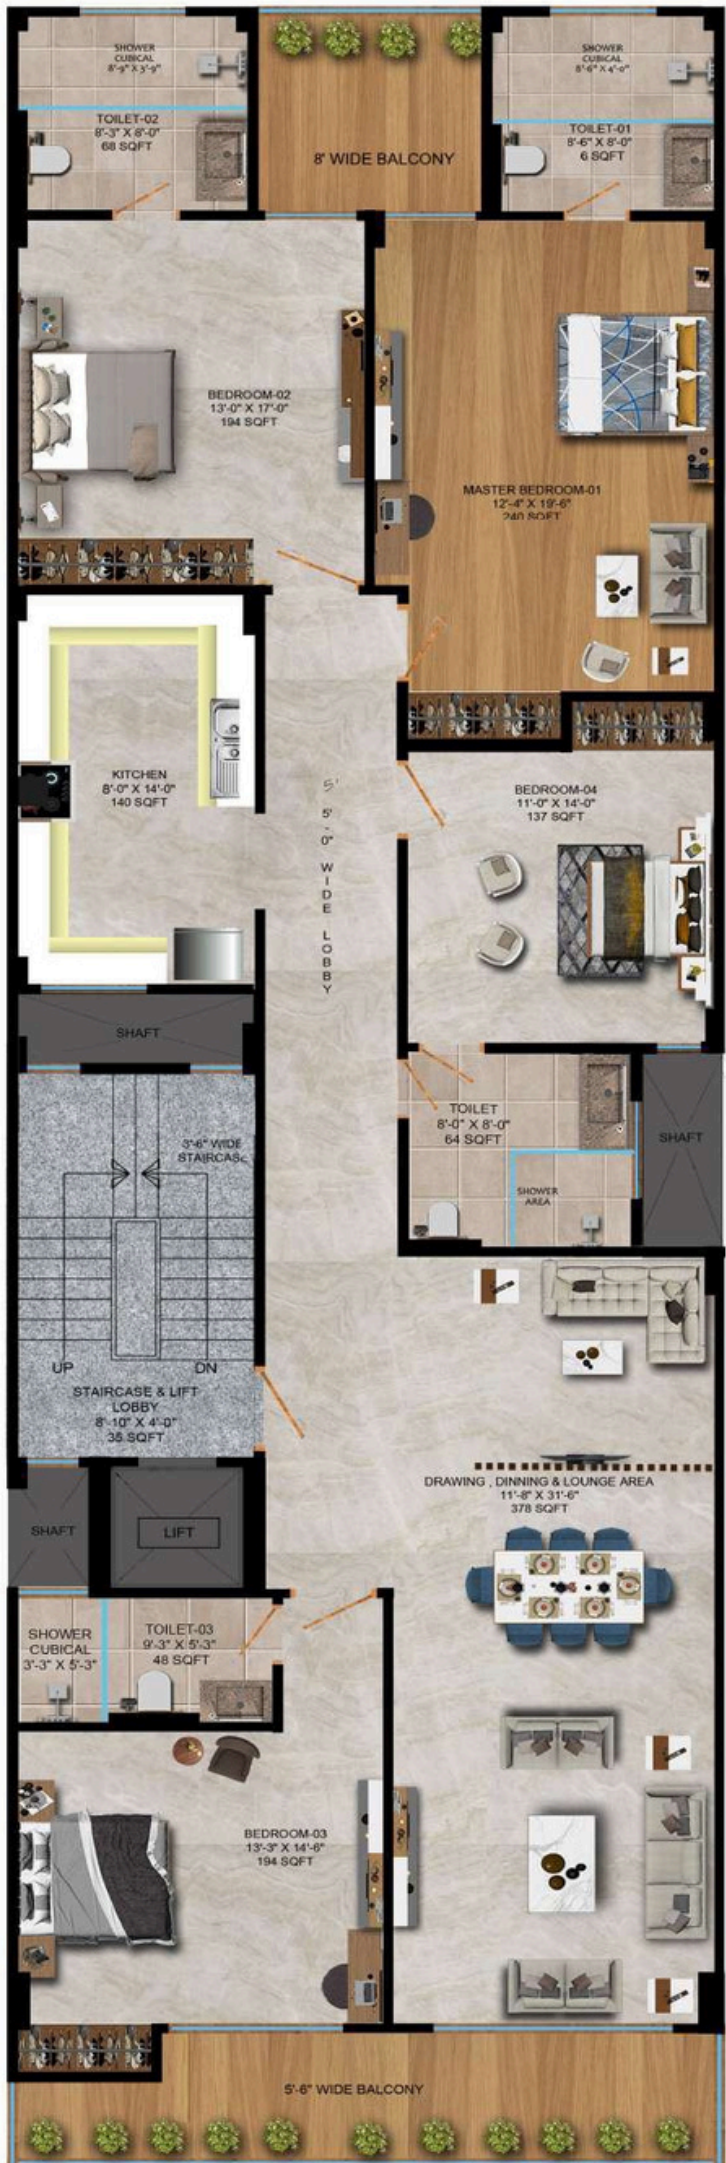 SHOWER
CUBICAL
8'-9" X 3'-9"
TOILET-02
8'-3" X 8'-0"
68 SQFT
8' WIDE BALCONY
SHOWER
CUBICAL
8'-6" X 4'-0"
TOILET-01
8'-6" X 8'-0"
6 SQFT
BEDROOM-02
13'-0" X 17'-0"
194 SQFT
MASTER BEDROOM-01
12'-4" X 19'-6"
240 SQFT
KITCHEN
8'-0" X 14'-0"
140 SQFT
5'
5'-0" WIDE LOBBY
BEDROOM-04
11'-0" X 14'-0"
137 SQFT
SHAFT
3'-6" WIDE
STAIRCASE
UP
DN
STAIRCASE & LIFT
LOBBY
8'-10" X 4'-0"
35 SQFT
TOILET
8'-0" X 8'-0"
64 SQFT
SHOWER
AREA
SHAFT
DRAWING , DINNING & LOUNGE AREA
11'-8" X 31'-6"
378 SQFT
SHAFT
LIFT
SHOWER
CUBICAL
3'-3" X 5'-3"
TOILET-03
9'-3" X 5'-3"
48 SQFT
BEDROOM-03
13'-3" X 14'-6"
194 SQFT
5'-6" WIDE BALCONY